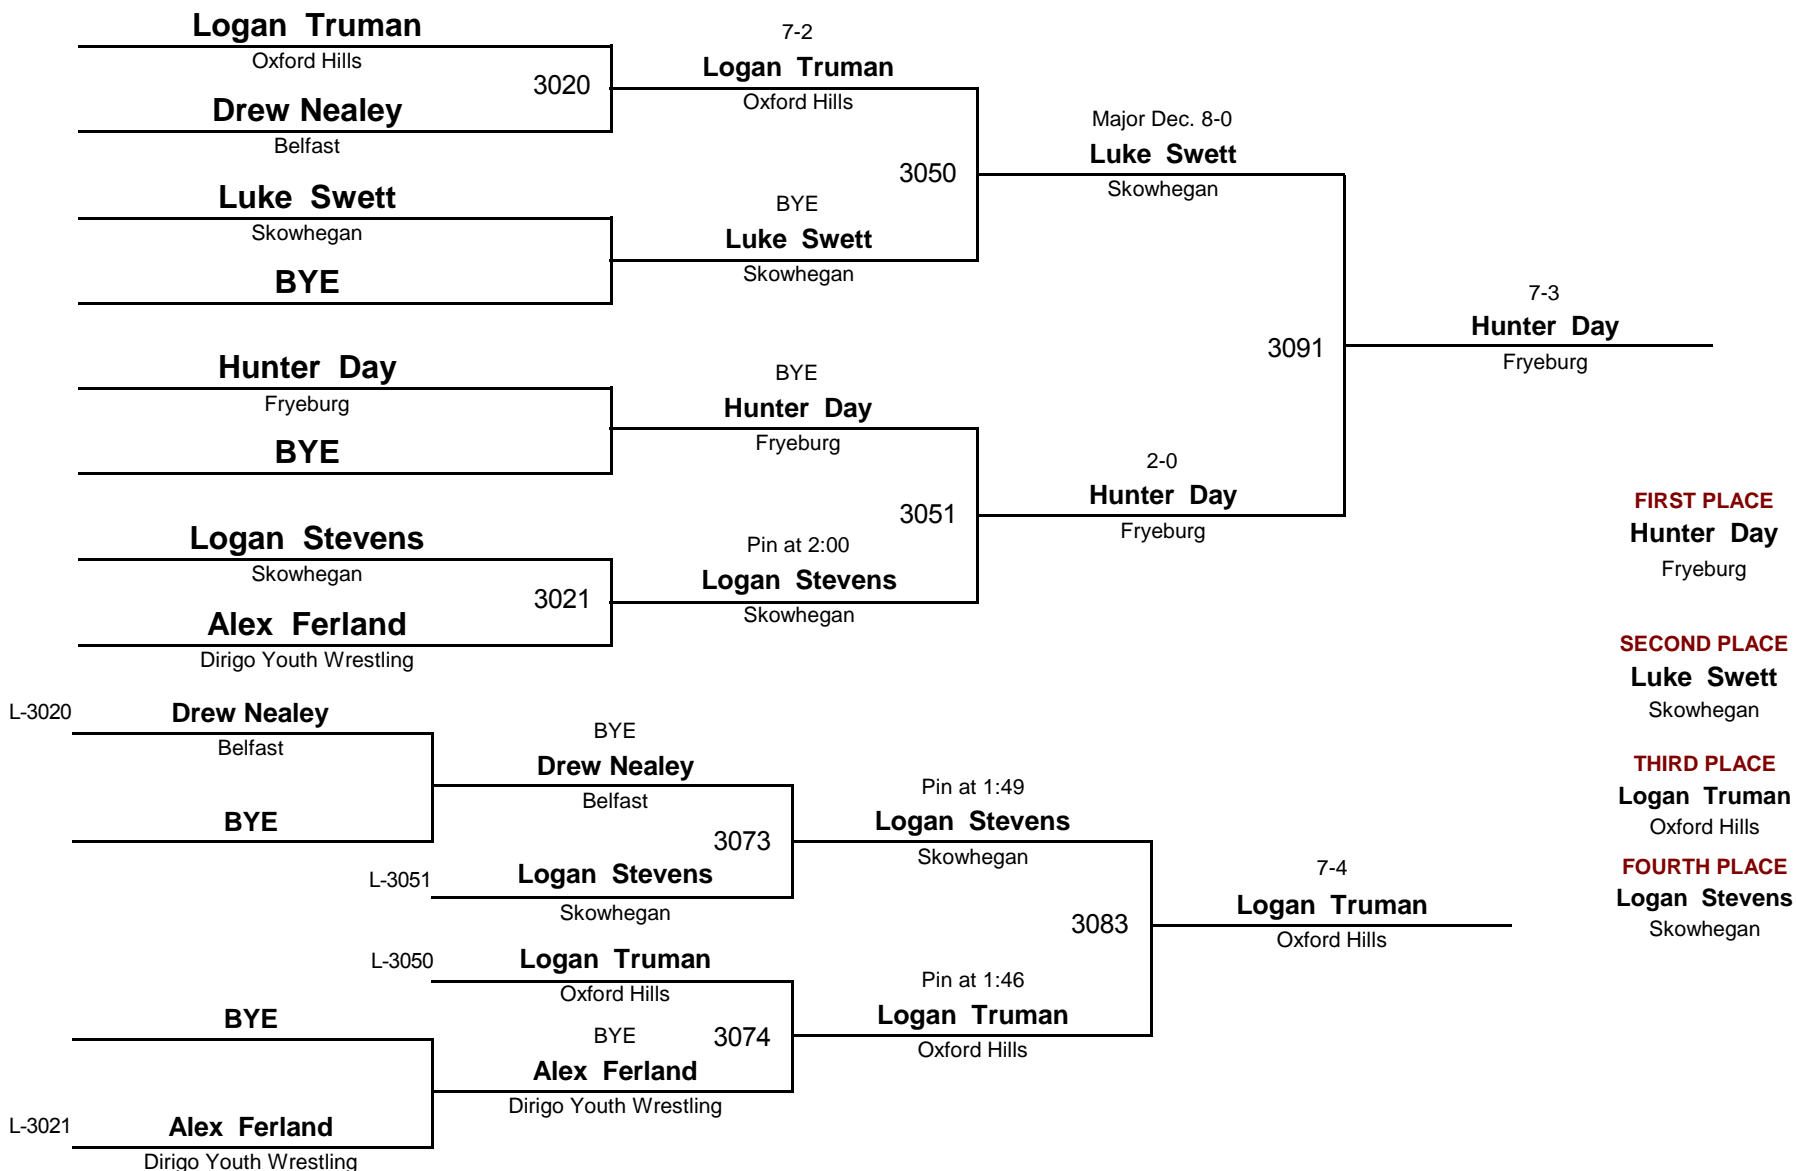 Logan Truman
Oxford Hills
3020
Drew Nealey
Belfast
7-2
Logan Truman
Oxford Hills
Luke Swett
Skowhegan
BYE
BYE
Luke Swett
Skowhegan
3050
Major Dec. 8-0
Luke Swett
Skowhegan
Hunter Day
Fryeburg
BYE
BYE
Hunter Day
Fryeburg
Logan Stevens
Skowhegan
3021
Alex Ferland
Dirigo Youth Wrestling
Pin at 2:00
Logan Stevens
Skowhegan
3051
2-0
Hunter Day
Fryeburg
3091
7-3
Hunter Day
Fryeburg
FIRST PLACE
Hunter Day
Fryeburg
SECOND PLACE
Luke Swett
Skowhegan
THIRD PLACE
Logan Truman
Oxford Hills
FOURTH PLACE
Logan Stevens
Skowhegan
L-3020
Drew Nealey
Belfast
BYE
BYE
Drew Nealey
Belfast
3073
L-3051
Logan Stevens
Skowhegan
Pin at 1:49
Logan Stevens
Skowhegan
L-3050
Logan Truman
Oxford Hills
BYE
BYE
3074
Alex Ferland
Dirigo Youth Wrestling
L-3021
Alex Ferland
Dirigo Youth Wrestling
Pin at 1:46
Logan Truman
Oxford Hills
3083
7-4
Logan Truman
Oxford Hills